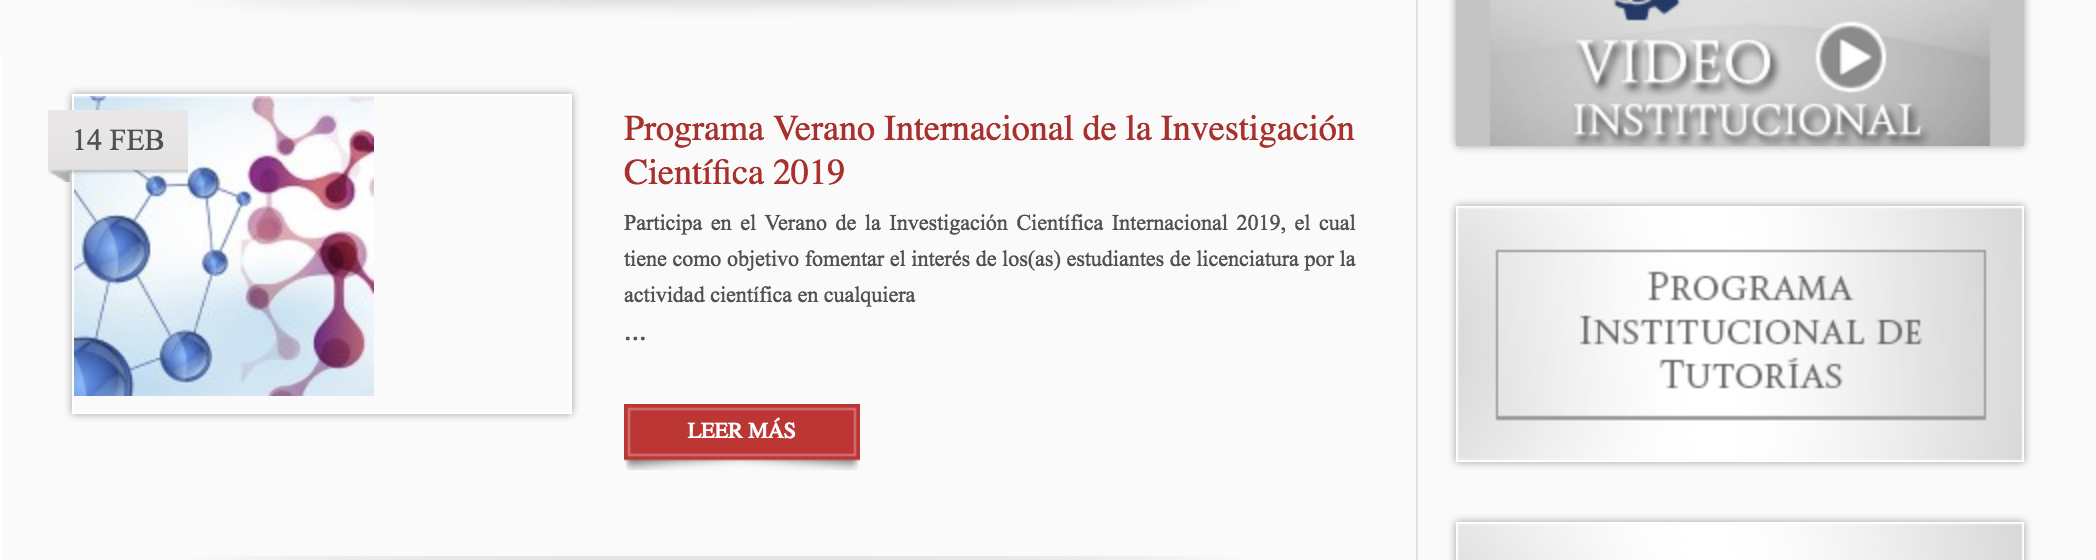 14 FEB
Programa Verano Internacional de la Investigación
Científica 2019
Participa en el Verano de la Investigación Científica Internacional 2019, el cual
tiene como objetivo fomentar el interés de los(as) estudiantes de licenciatura por la
actividad científica en cualquiera
...
LEER MÁS
VIDEO
INSTITUCIONAL
PROGRAMA
INSTITUCIONAL DE
TUTORÍAS